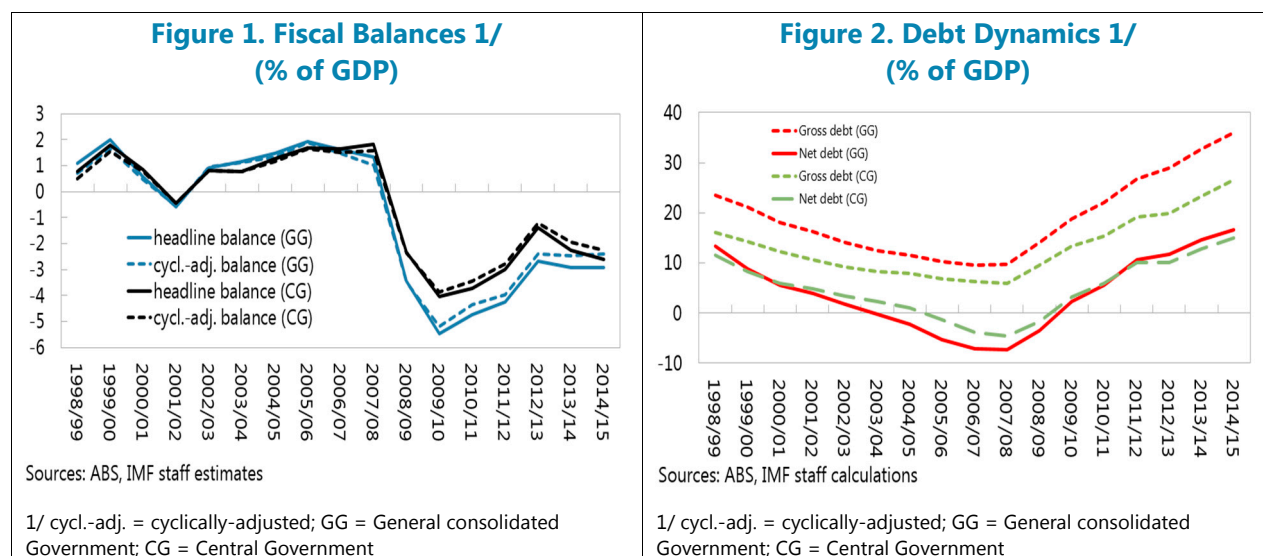 Figure 1. Fiscal Balances 1/
(% of GDP)
3
2
1
0
-1
-2
-3
-4
-5
-6
headline balance (GG)
cycl.-adj. balance (GG)
headline balance (CG)
cycl.-adj. balance (CG)
1998/99
1999/00
2000/01
2001/02
2002/03
2003/04
2004/05
2005/06
2006/07
2007/08
2008/09
2009/10
2010/11
2011/12
2012/13
2013/14
2014/15
Sources: ABS, IMF staff estimates
1/ cycl.-adj. = cyclically-adjusted; GG = General consolidated
Government; CG = Central Government
Figure 2. Debt Dynamics 1/
(% of GDP)
40
30
20
10
0
-10
Gross debt (GG)
Net debt (GG)
Gross debt (CG)
Net debt (CG)
1998/99
1999/00
2000/01
2001/02
2002/03
2003/04
2004/05
2005/06
2006/07
2007/08
2008/09
2009/10
2010/11
2011/12
2012/13
2013/14
2014/15
Sources: ABS, IMF staff calculations
1/ cycl.-adj. = cyclically-adjusted; GG = General consolidated
Government; CG = Central Government